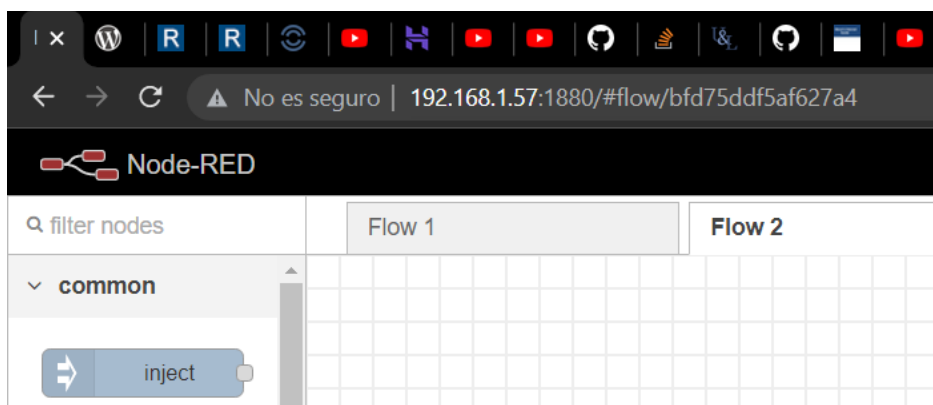 No es seguro | 192.168.1.57:1880/#flow/bfd75ddf5af627a4
Node-RED
filter nodes
Flow 1
Flow 2
common
inject